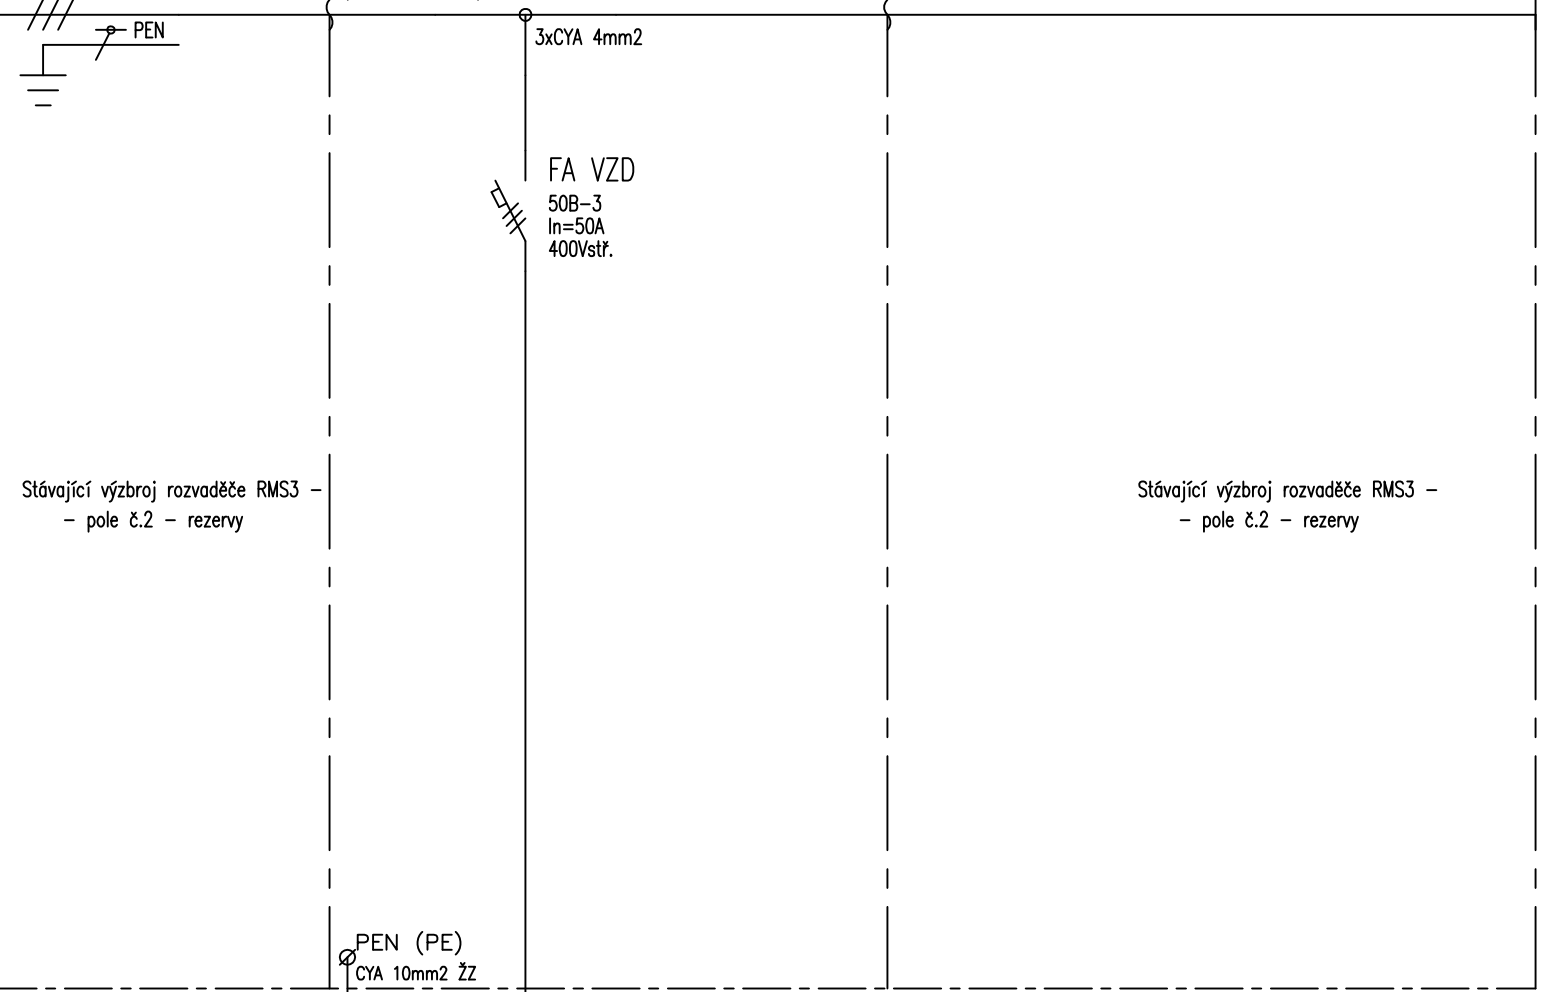 PEN
3xCYA 4mm2
FA VZD
50B-3
In=50A
400Vstř.
Stávající výzbroj rozvaděče RMS3 –
– pole č.2 – rezervy
Stávající výzbroj rozvaděče RMS3 –
– pole č.2 – rezervy
PEN (PE)
CYA 10mm2 ŽZ